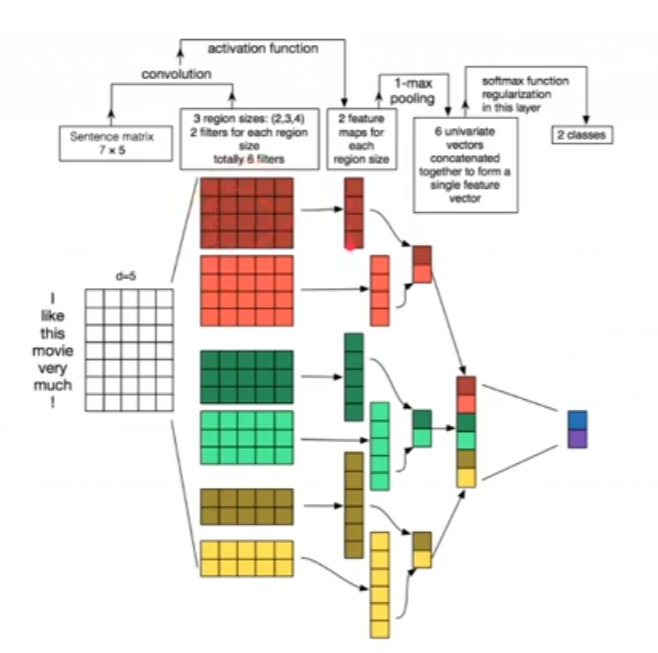 activation function
convolution
1-max
pooling
softmax function
regularization
in this layer
Sentence matrix
7 × 5
3 region sizes: (2,3,4)
2 filters for each region
size
totally 6 filters
2 feature
maps for
each
region size
6 univariate
vectors
concatenated
together to form a
single feature
vector
2 classes
d=5
I
like
this
movie
very
much
!